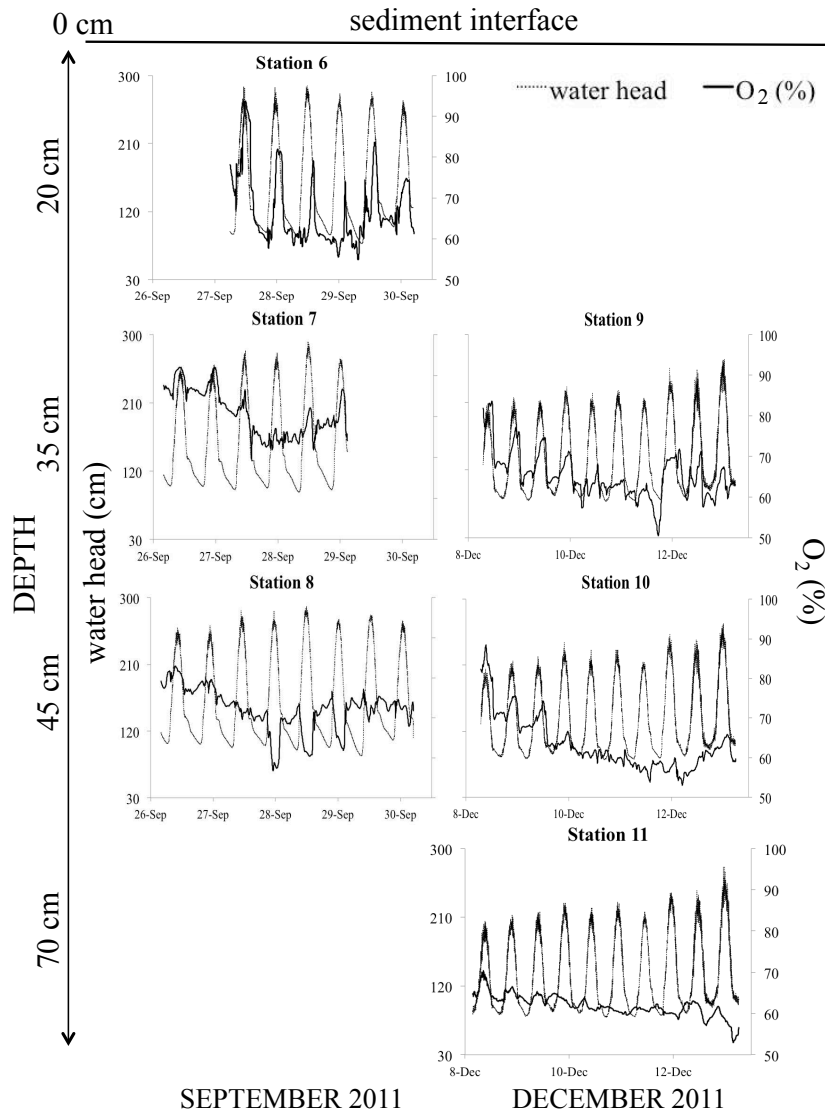 0 cm
sediment interface
Station 6
water head
O2 (%)
300
210
120
30
100
90
80
70
60
50
26-Sep
27-Sep
28-Sep
29-Sep
30-Sep
20 cm
Station 7
300
210
120
30
26-Sep
27-Sep
28-Sep
29-Sep
30-Sep
35 cm
Station 9
100
90
80
70
60
50
8-Dec
10-Dec
12-Dec
DEPTH
water head (cm)
O2 (%)
Station 8
300
210
120
30
26-Sep
27-Sep
28-Sep
29-Sep
30-Sep
45 cm
Station 10
100
90
80
70
60
50
8-Dec
10-Dec
12-Dec
Station 11
300
210
120
30
100
90
80
70
60
50
8-Dec
10-Dec
12-Dec
70 cm
SEPTEMBER 2011
DECEMBER 2011